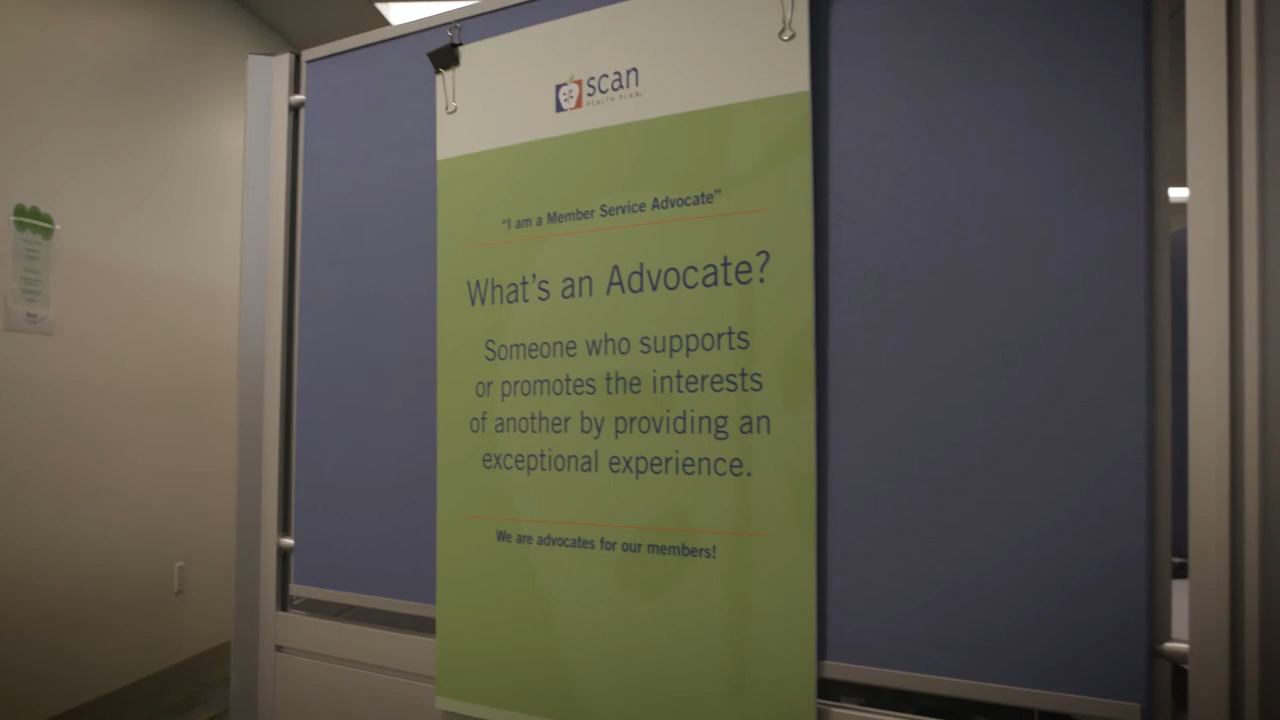 scan
HEALTH PLAN
“I am a Member Service Advocate”
What's an Advocate?
Someone who supports
or promotes the interests
of another by providing an
exceptional experience.
We are advocates for our members!